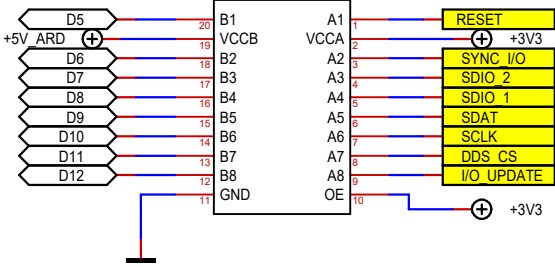 D5 20 B1 A1 1 RESET
+5V_ARD 19 VCCB VCCA 2 +3V3
D6 18 B2 A2 3 SYNC_I/O
D7 17 B3 A3 4 SDIO_2
D8 16 B4 A4 5 SDIO_1
D9 15 B5 A5 6 SDAT
D10 14 B6 A6 7 SCLK
D11 13 B7 A7 8 DDS_CS
D12 12 B8 A8 9 I/O_UPDATE
11 GND OE 10
+3V3